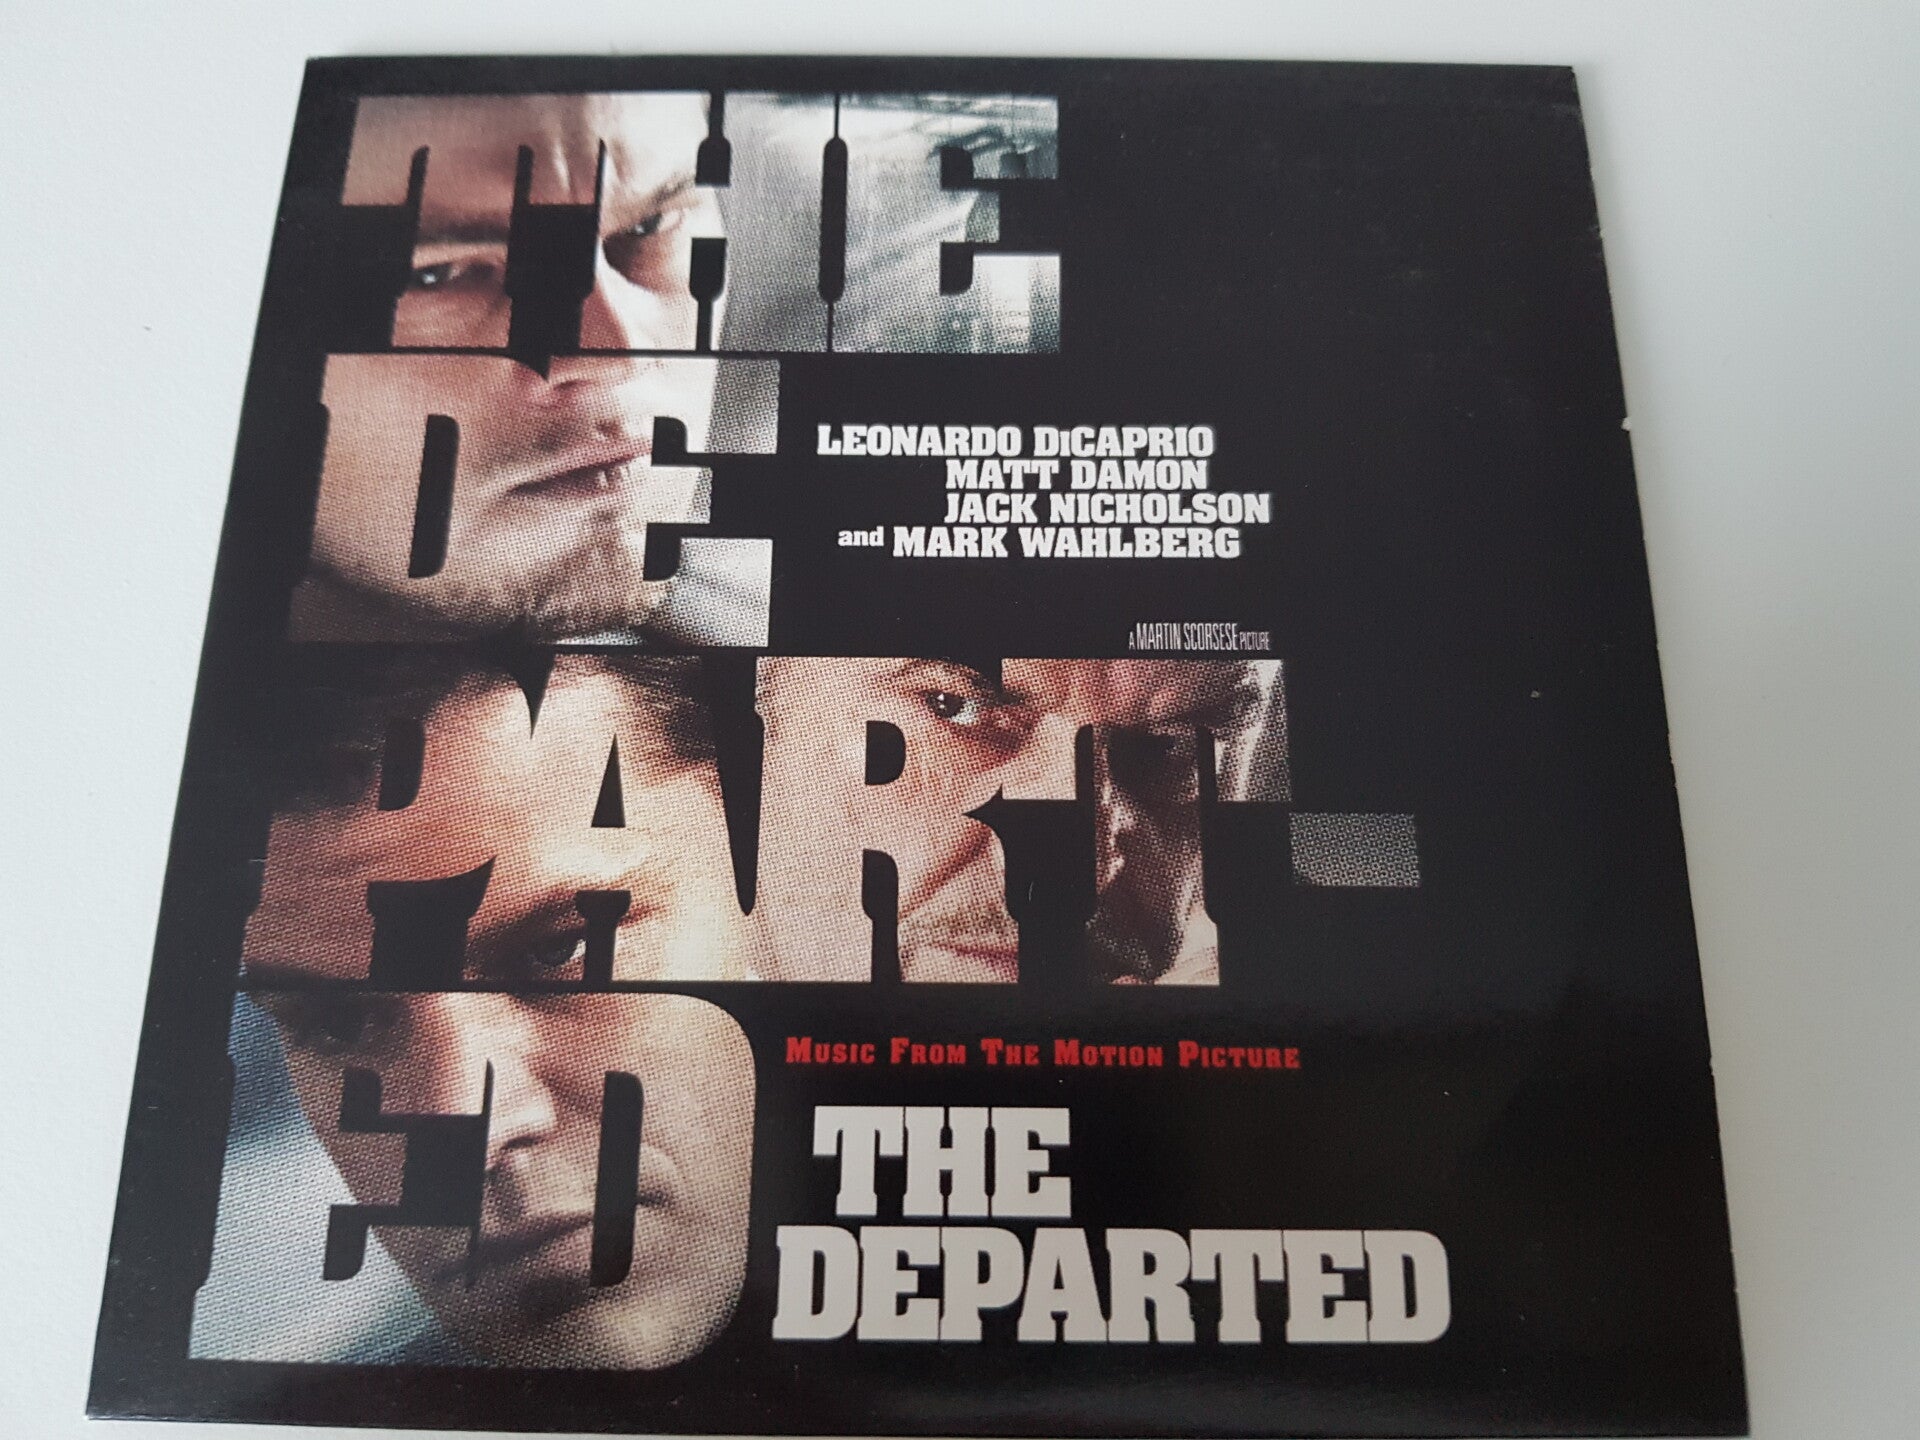 THE
DE
PART-
ED
LEONARDO DiCAPRIO
MATT DAMON
JACK NICHOLSON
and MARK WAHLBERG
A MARTIN SCORSESE PICTURE
MUSIC FROM THE MOTION PICTURE
THE
DEPARTED